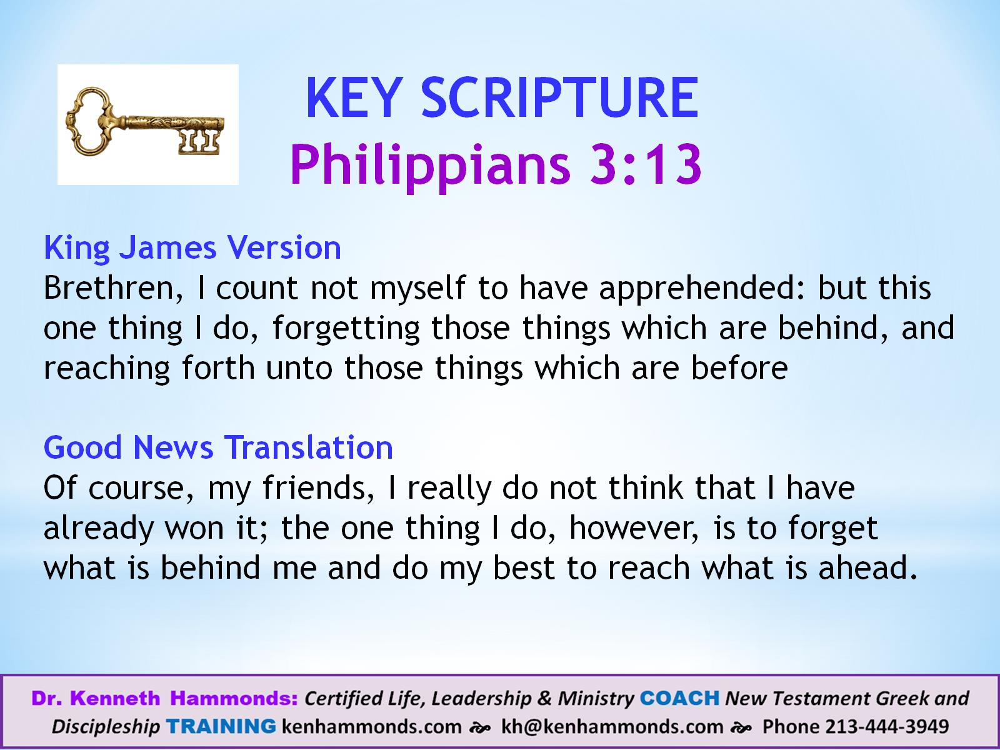 KEY SCRIPTURE
Philippians 3:13
King James Version
Brethren, I count not myself to have apprehended: but this
one thing I do, forgetting those things which are behind, and
reaching forth unto those things which are before
Good News Translation
Of course, my friends, I really do not think that I have
already won it; the one thing I do, however, is to forget
what is behind me and do my best to reach what is ahead.
Dr. Kenneth Hammonds: Certified Life, Leadership & Ministry COACH New Testament Greek and
Discipleship TRAINING kenhammonds.com kh@kenhammonds.com Phone 213-444-3949